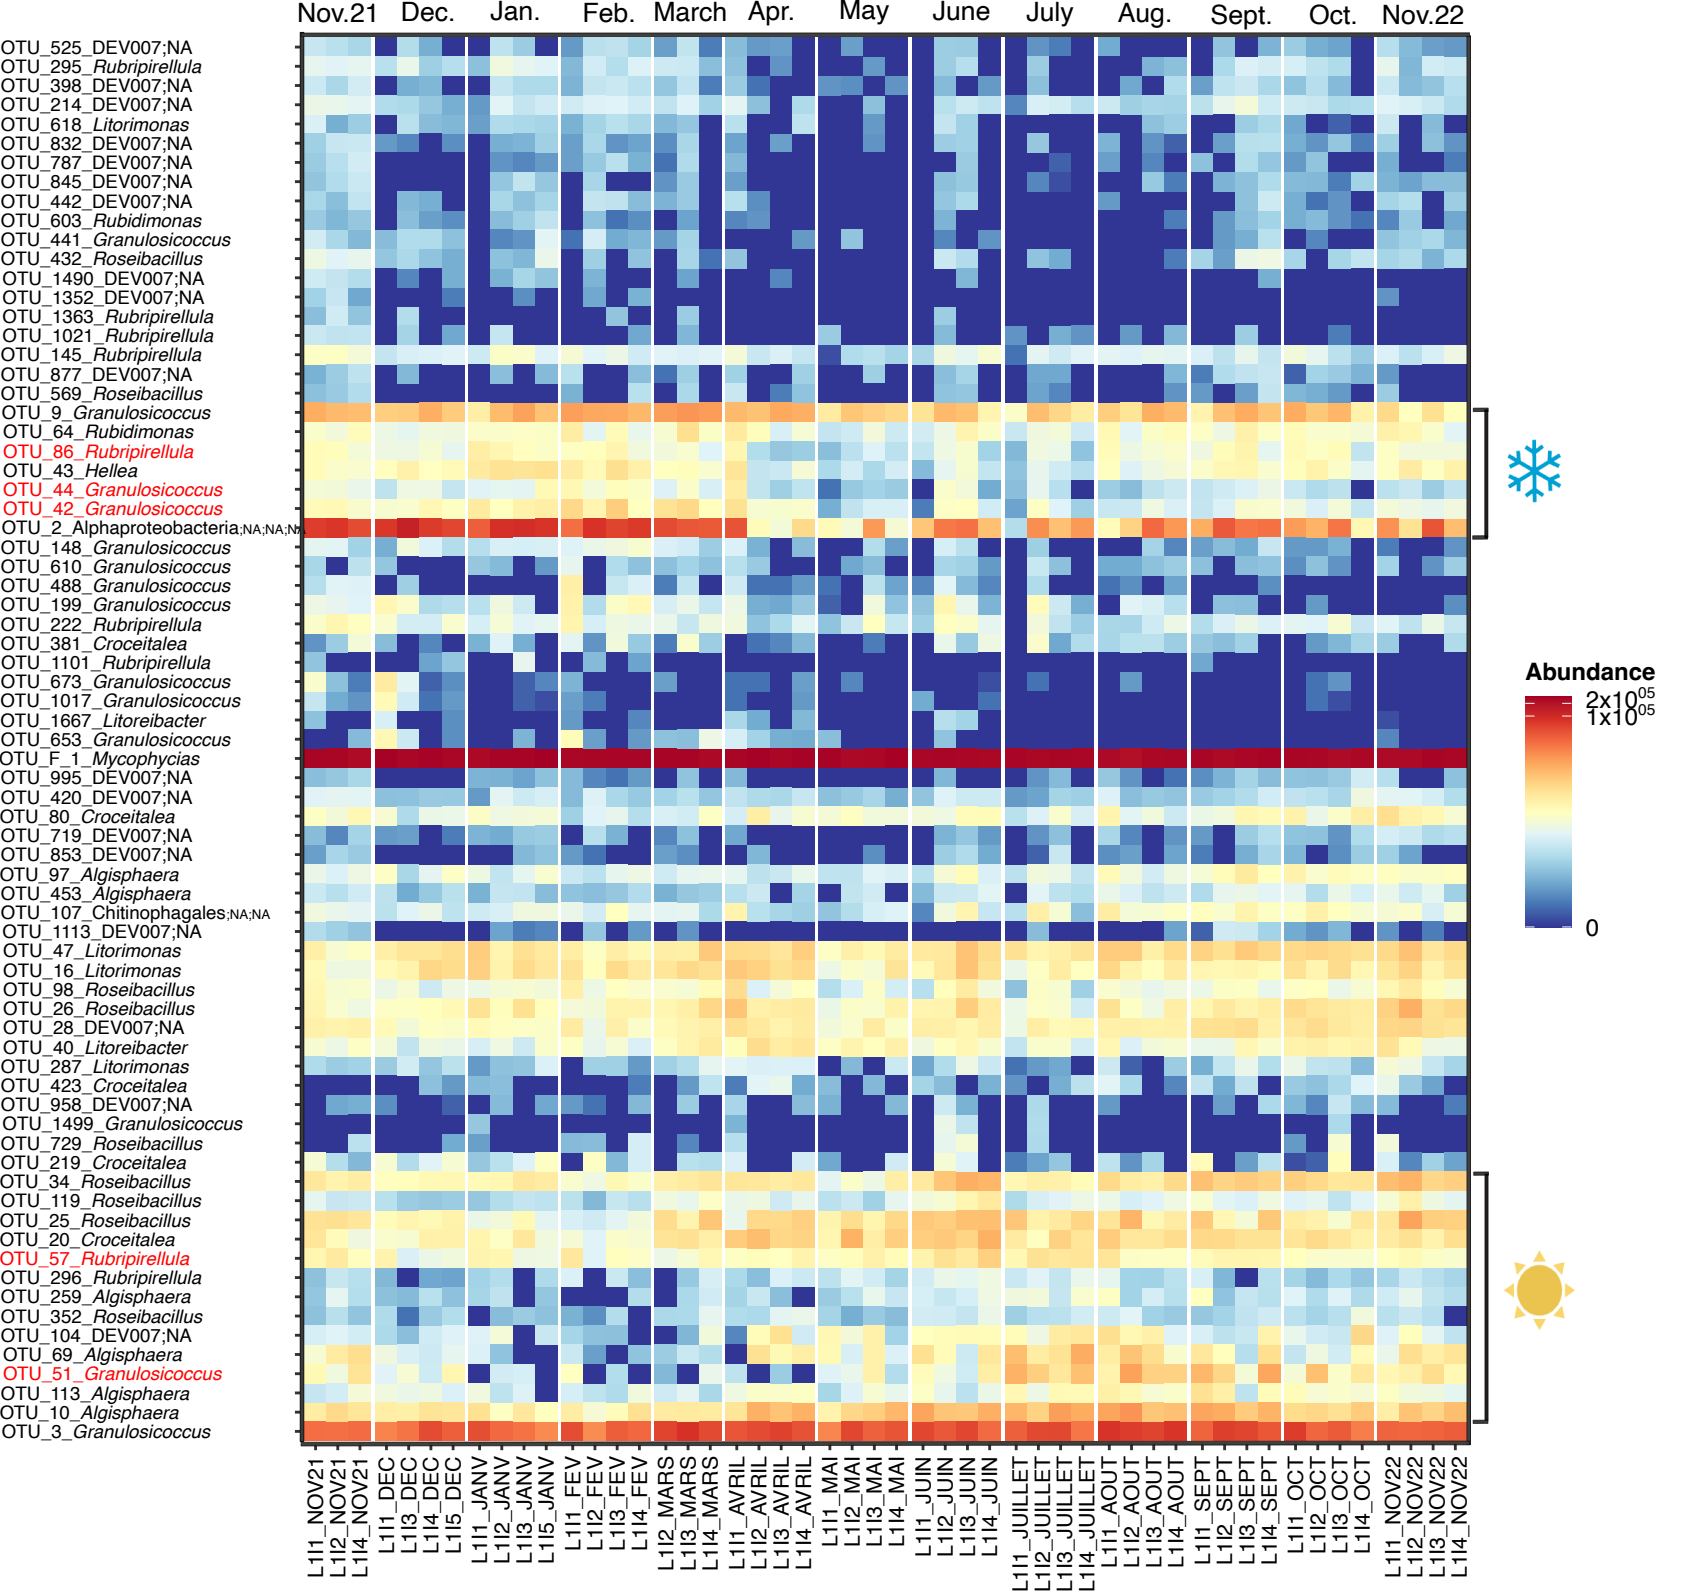 Nov.21 Dec. Jan. Feb. March Apr. May June July Aug. Sept. Oct. Nov.22
OTU_525_DEV007;NA
OTU_295_Rubripirellula
OTU_398_DEV007;NA
OTU_214_DEV007;NA
OTU_618_Litorimonas
OTU_832_DEV007;NA
OTU_787_DEV007;NA
OTU_845_DEV007;NA
OTU_442_DEV007;NA
OTU_603_Rubidimonas
OTU_441_Granulosicoccus
OTU_432_Roseibacillus
OTU_1490_DEV007;NA
OTU_1352_DEV007;NA
OTU_1363_Rubripirellula
OTU_1021_Rubripirellula
OTU_145_Rubripirellula
OTU_877_DEV007;NA
OTU_569_Roseibacillus
OTU_9_Granulosicoccus
OTU_64_Rubidimonas
OTU_86_Rubripirellula
OTU_43_Hellea
OTU_44_Granulosicoccus
OTU_42_Granulosicoccus
OTU_2_Alphaproteobacteria;NA;NA;NA
OTU_148_Granulosicoccus
OTU_610_Granulosicoccus
OTU_488_Granulosicoccus
OTU_199_Granulosicoccus
OTU_222_Rubripirellula
OTU_381_Croceitalea
OTU_1101_Rubripirellula
OTU_673_Granulosicoccus
OTU_1017_Granulosicoccus
OTU_1667_Litoreibacter
OTU_653_Granulosicoccus
OTU_F_1_Mycophycias
OTU_995_DEV007;NA
OTU_420_DEV007;NA
OTU_80_Croceitalea
OTU_719_DEV007;NA
OTU_853_DEV007;NA
OTU_97_Algisphaera
OTU_453_Algisphaera
OTU_107_Chitinophagales;NA;NA
OTU_1113_DEV007;NA
OTU_47_Litorimonas
OTU_16_Litorimonas
OTU_98_Roseibacillus
OTU_26_Roseibacillus
OTU_28_DEV007;NA
OTU_40_Litoreibacter
OTU_287_Litorimonas
OTU_423_Croceitalea
OTU_958_DEV007;NA
OTU_1499_Granulosicoccus
OTU_729_Roseibacillus
OTU_219_Croceitalea
OTU_34_Roseibacillus
OTU_119_Roseibacillus
OTU_25_Roseibacillus
OTU_20_Croceitalea
OTU_57_Rubripirellula
OTU_296_Rubripirellula
OTU_259_Algisphaera
OTU_352_Roseibacillus
OTU_104_DEV007;NA
OTU_69_Algisphaera
OTU_51_Granulosicoccus
OTU_113_Algisphaera
OTU_10_Algisphaera
OTU_3_Granulosicoccus
Abundance
2x10^05
1x10^05
0
L1I1_NOV21
L1I2_NOV21
L1I4_NOV21
L1I1_DEC
L1I3_DEC
L1I4_DEC
L1I5_DEC
L1I1_JANV
L1I2_JANV
L1I3_JANV
L1I5_JANV
L1I1_FEV
L1I2_FEV
L1I3_FEV
L1I4_FEV
L1I2_MARS
L1I3_MARS
L1I4_MARS
L1I1_AVRIL
L1I2_AVRIL
L1I3_AVRIL
L1I4_AVRIL
L1I1_MAI
L1I2_MAI
L1I3_MAI
L1I4_MAI
L1I1_JUIN
L1I2_JUIN
L1I3_JUIN
L1I4_JUIN
L1I1_JUILLET
L1I2_JUILLET
L1I3_JUILLET
L1I4_JUILLET
L1I1_AOUT
L1I2_AOUT
L1I3_AOUT
L1I4_AOUT
L1I1_SEPT
L1I2_SEPT
L1I3_SEPT
L1I4_SEPT
L1I1_OCT
L1I2_OCT
L1I3_OCT
L1I4_OCT
L1I1_NOV22
L1I2_NOV22
L1I3_NOV22
L1I4_NOV22